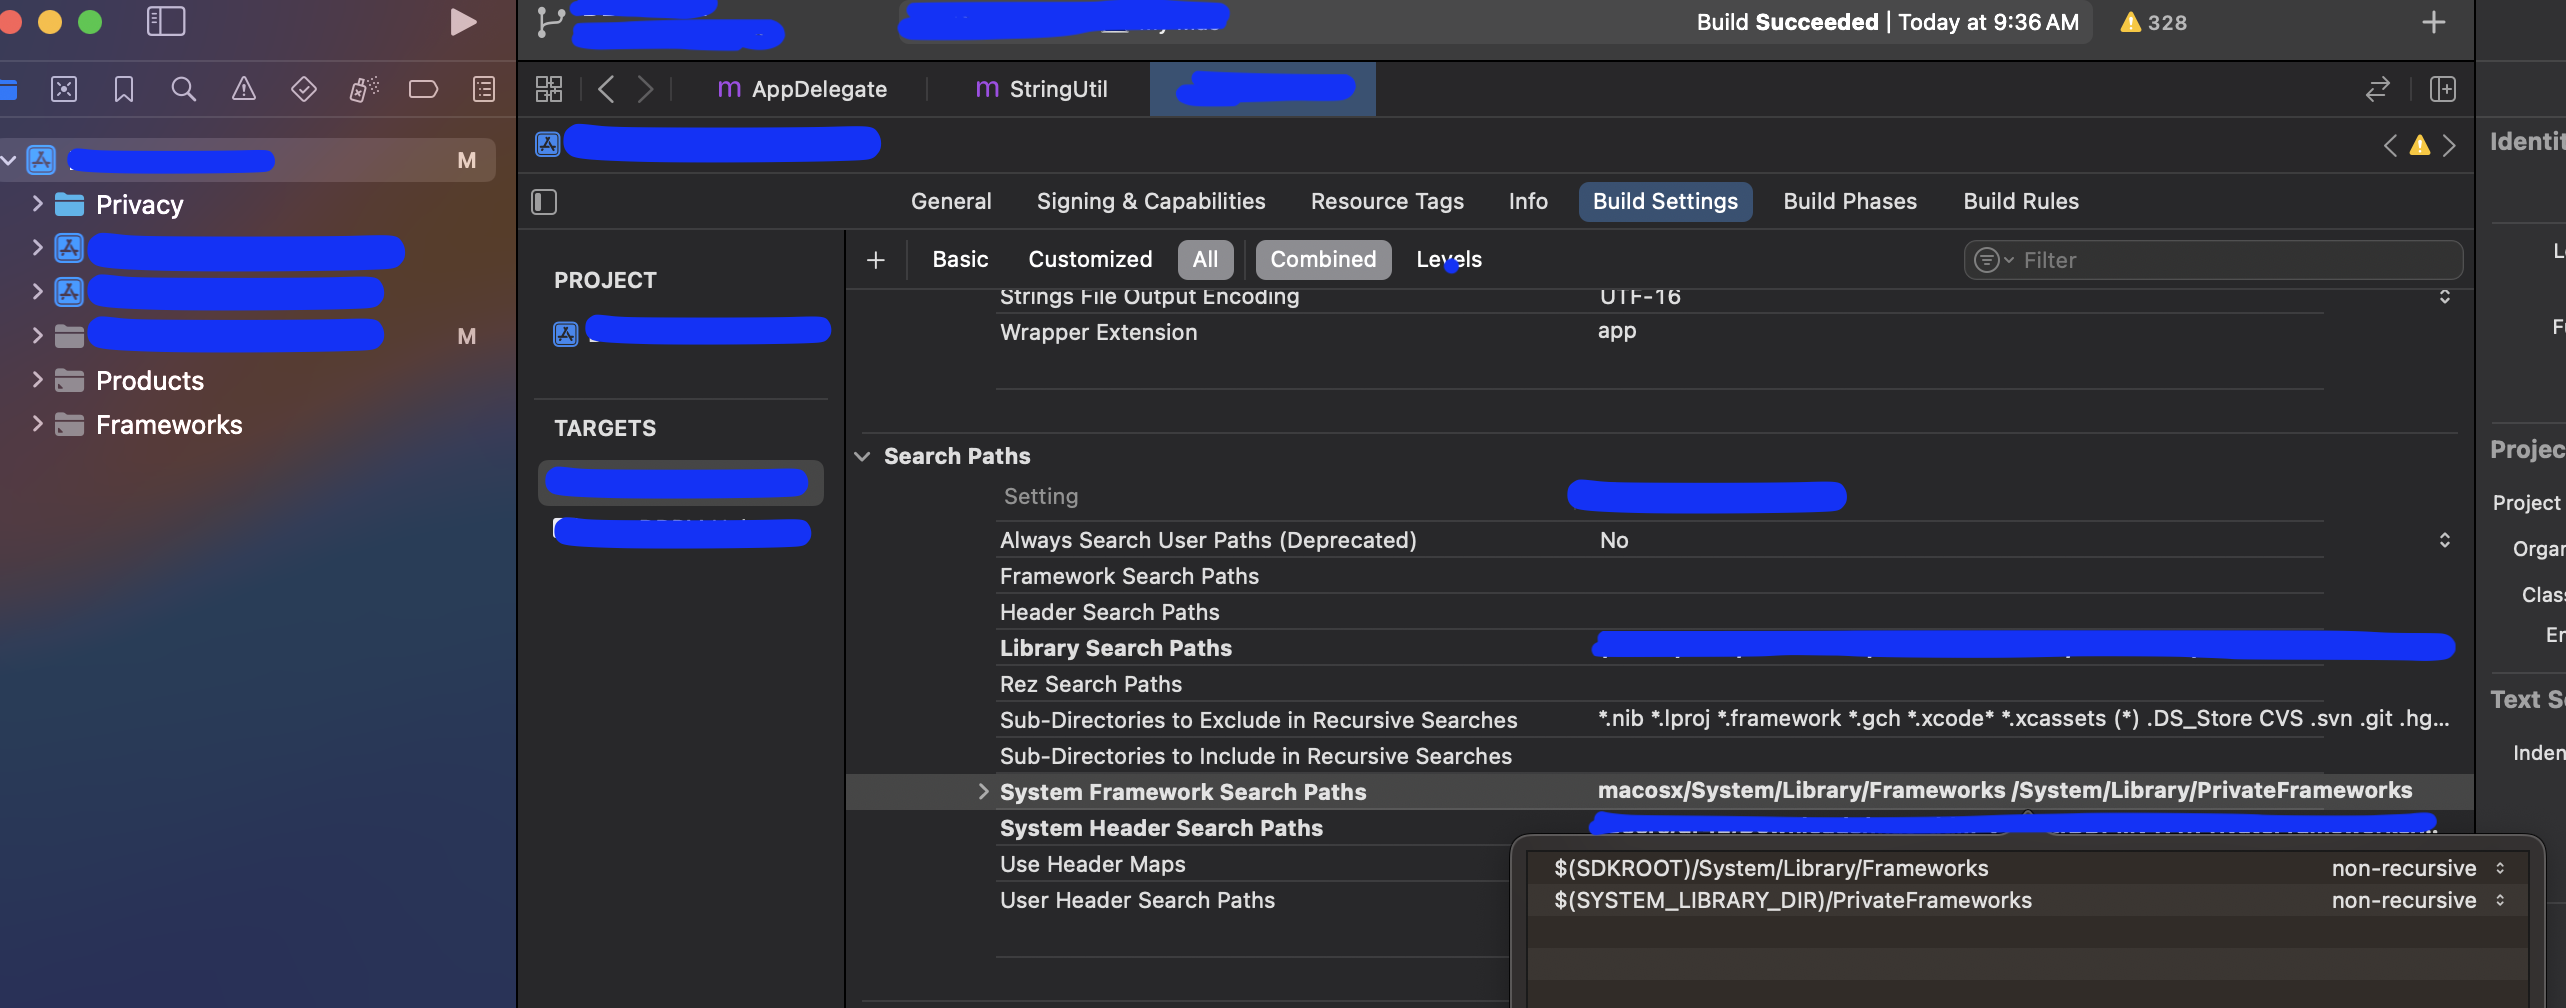 Build Succeeded | Today at 9:36 AM
328
AppDelegate
StringUtil
M
General
Signing & Capabilities
Resource Tags
Info
Build Settings
Build Phases
Build Rules
Privacy
M
Products
Frameworks
PROJECT
TARGETS
Basic
Customized
All
Combined
Levels
Filter
Strings File Output Encoding
UTF-16
Wrapper Extension
app
Search Paths
Setting
Always Search User Paths (Deprecated)
No
Framework Search Paths
Header Search Paths
Library Search Paths
Rez Search Paths
Sub-Directories to Exclude in Recursive Searches
*.nib *.lproj *.framework *.gch *.xcode* *.xcassets (*) .DS_Store CVS .svn .git .hg...
Sub-Directories to Include in Recursive Searches
System Framework Search Paths
macosx/System/Library/Frameworks /System/Library/PrivateFrameworks
System Header Search Paths
Use Header Maps
User Header Search Paths
$(SDKROOT)/System/Library/Frameworks
non-recursive
$(SYSTEM_LIBRARY_DIR)/PrivateFrameworks
non-recursive
Identit
Projec
Project
Organ
Class
Text Se
Inden